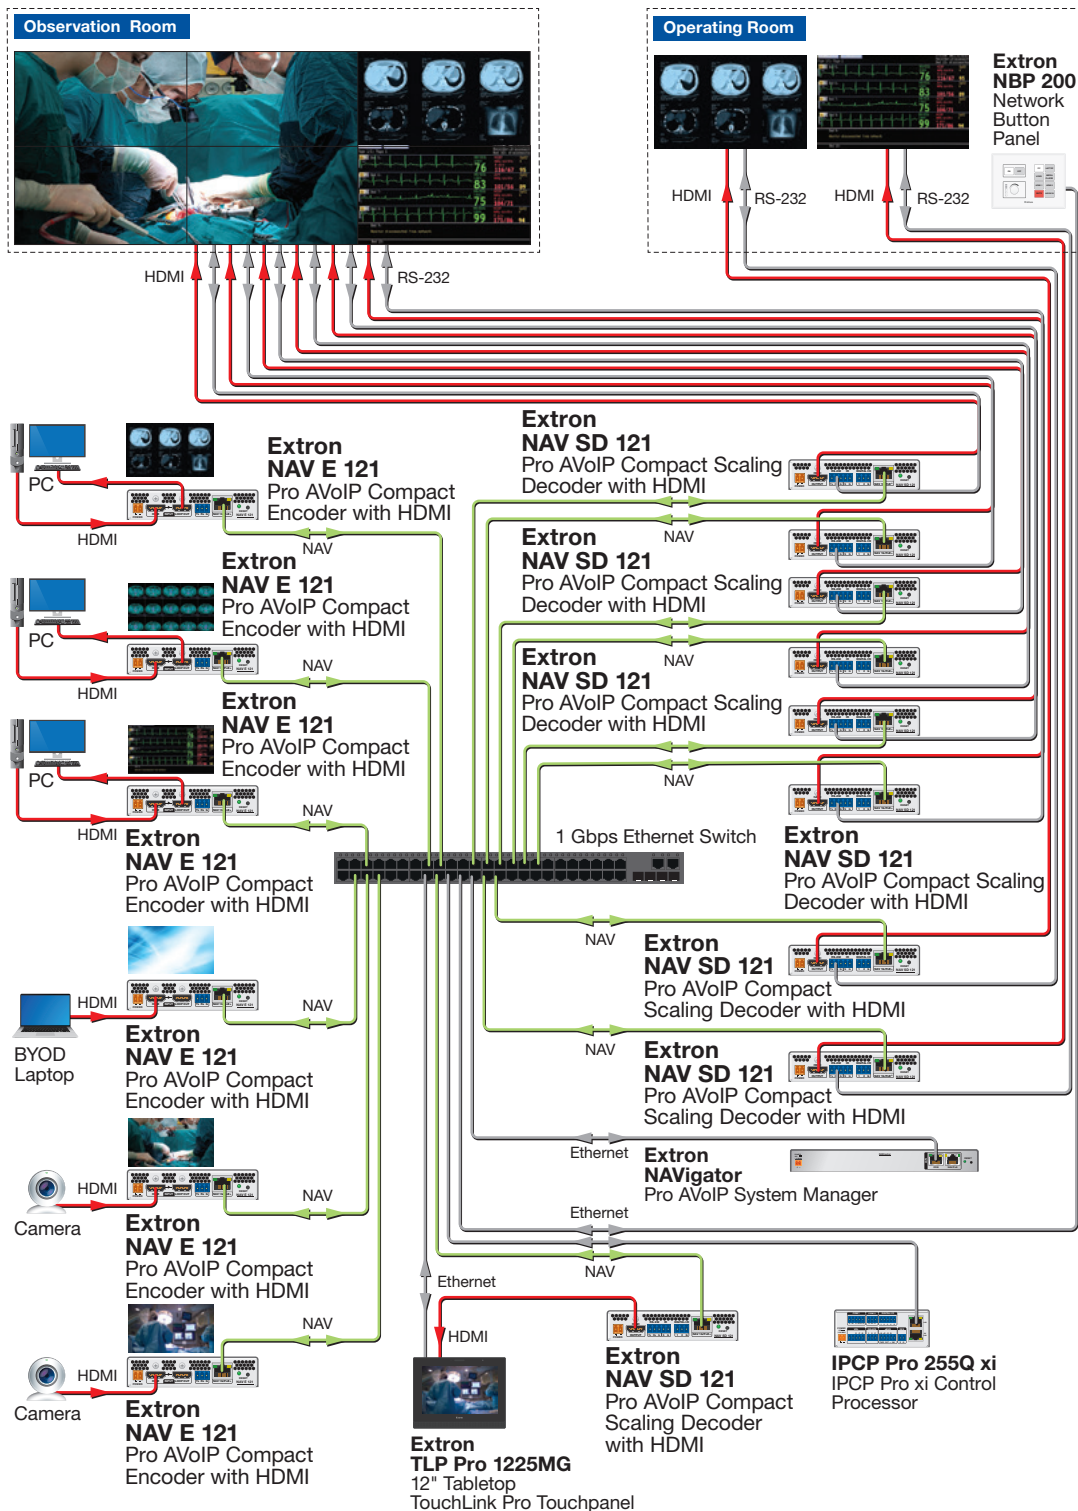 Observation Room
Operating Room
Extron
NBP 200
Network
Button
Panel
76
83
75
99
76
83
75
99
HDMI
RS-232
HDMI
RS-232
HDMI
RS-232
PC
HDMI
Extron
NAV E 121
Pro AVoIP Compact
Encoder with HDMI
NAV
Extron
NAV SD 121
Pro AVoIP Compact Scaling
Decoder with HDMI
NAV
PC
HDMI
Extron
NAV E 121
Pro AVoIP Compact
Encoder with HDMI
NAV
Extron
NAV SD 121
Pro AVoIP Compact Scaling
Decoder with HDMI
NAV
PC
HDMI
Extron
NAV E 121
Pro AVoIP Compact
Encoder with HDMI
NAV
Extron
NAV SD 121
Pro AVoIP Compact Scaling
Decoder with HDMI
NAV
Extron
NAV E 121
Pro AVoIP Compact
Encoder with HDMI
1 Gbps Ethernet Switch
Extron
NAV SD 121
Pro AVoIP Compact Scaling
Decoder with HDMI
HDMI
BYOD
Laptop
NAV
Extron
NAV E 121
Pro AVoIP Compact
Encoder with HDMI
NAV
Extron
NAV SD 121
Pro AVoIP Compact
Scaling Decoder with HDMI
NAV
Extron
NAV SD 121
Pro AVoIP Compact
Scaling Decoder with HDMI
HDMI
Camera
NAV
Extron
NAV E 121
Pro AVoIP Compact
Encoder with HDMI
Ethernet
Extron
NAVigator
Pro AVoIP System Manager
Ethernet
NAV
Ethernet
HDMI
HDMI
Camera
NAV
Extron
NAV E 121
Pro AVoIP Compact
Encoder with HDMI
Extron
TLP Pro 1225MG
12" Tabletop
TouchLink Pro Touchpanel
Extron
NAV SD 121
Pro AVoIP Compact
Scaling Decoder
with HDMI
IPCP Pro 255Q xi
IPCP Pro xi Control
Processor